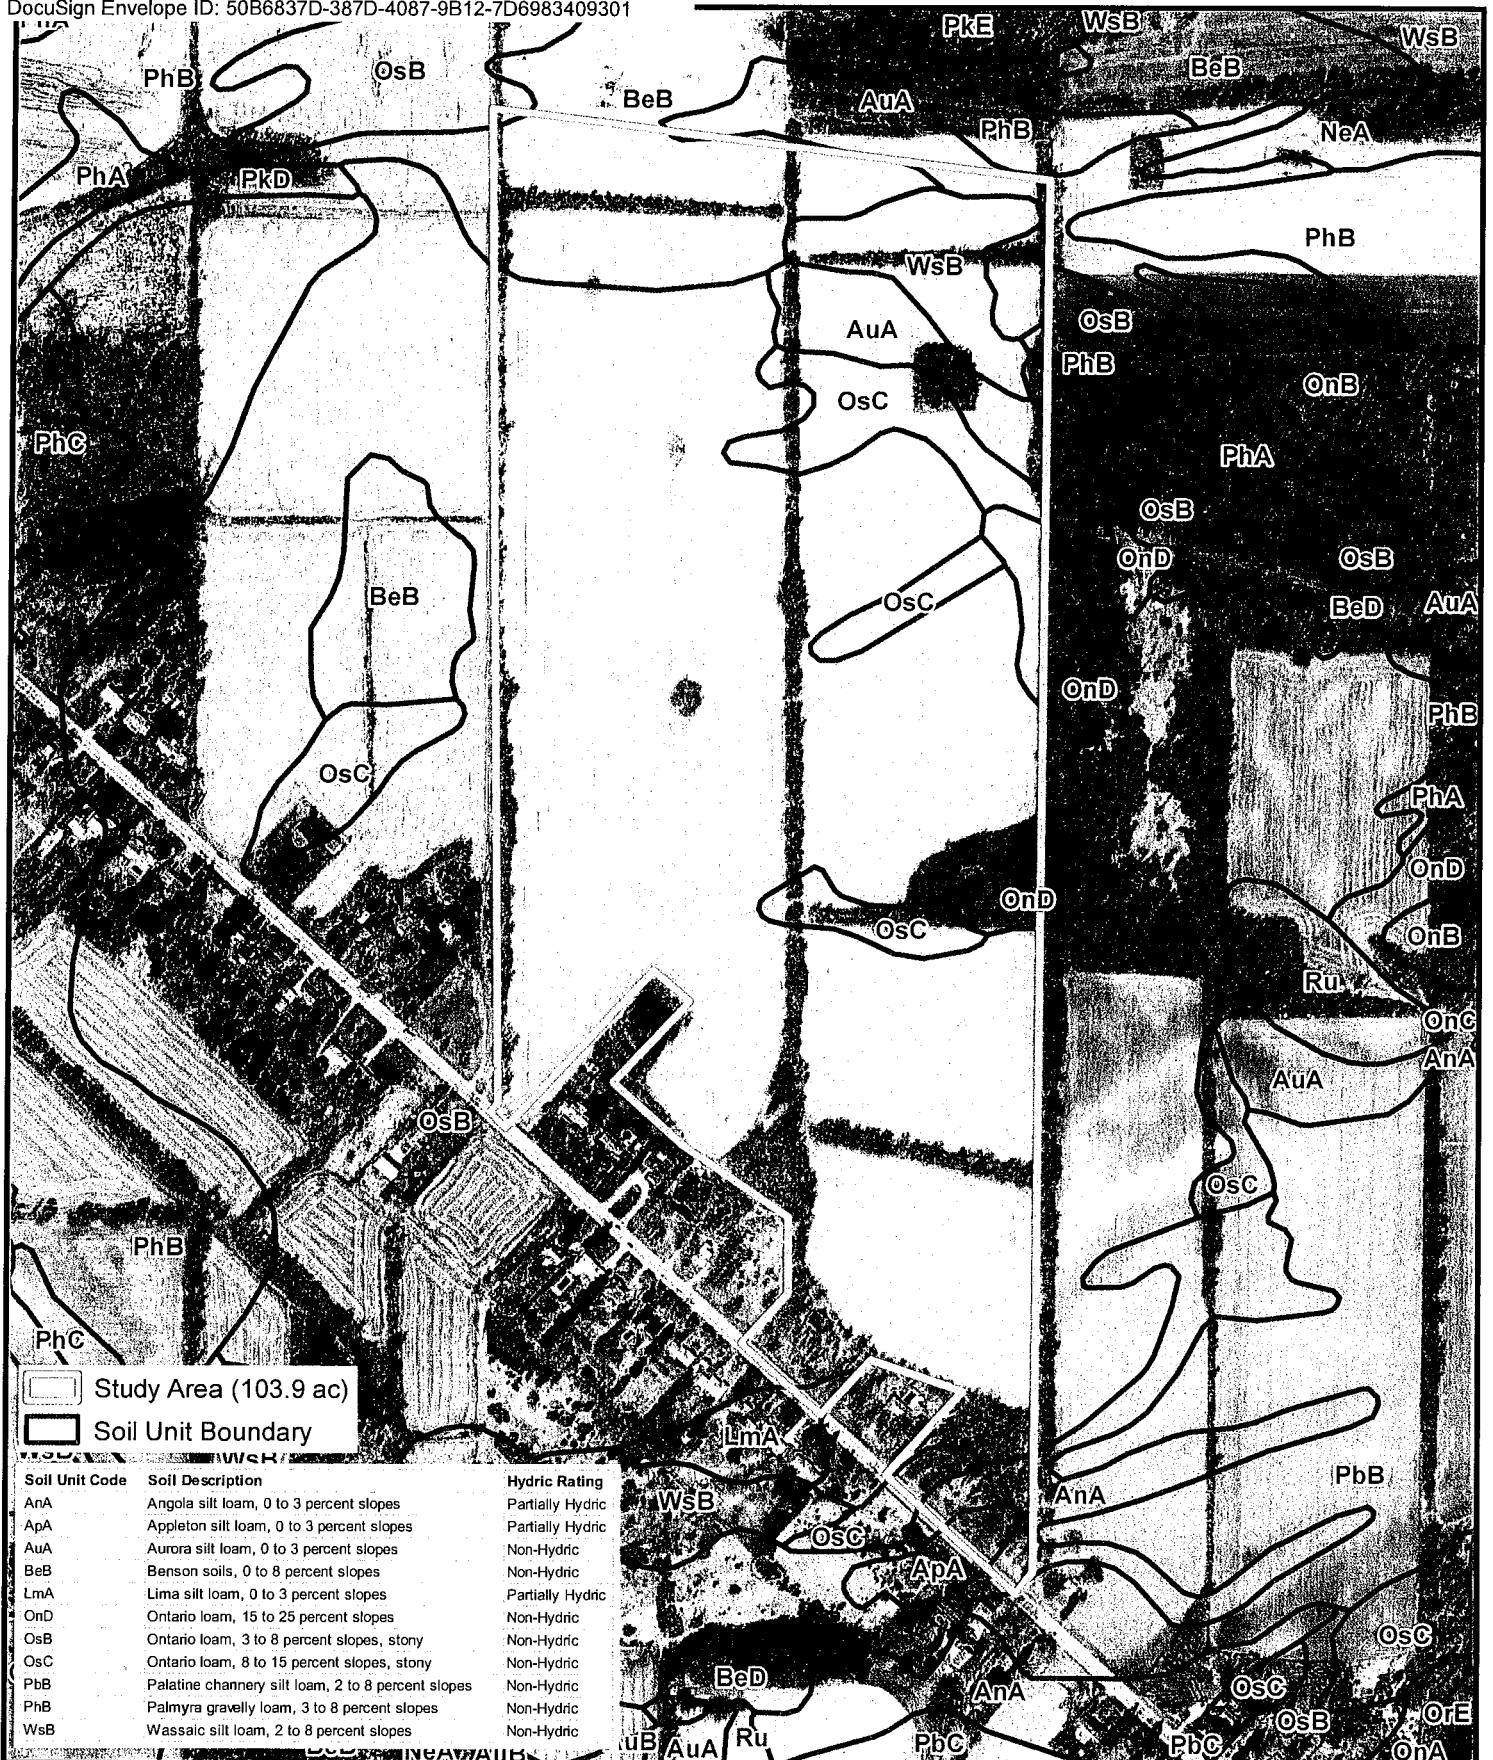 DocuSign Envelope ID: 50B6837D-387D-4087-9B12-7D6983409301
PkE
WsB
WsB
PhB
OsB
BeB
BeB
AuA
PhB
NeA
PhA
PkD
PhB
WsB
AuA
OsB
PhB
OnB
OsC
PhC
PhA
OsB
OnD
OsB
BeB
OsC
BeD
AuA
OnD
PhB
OsC
PhA
OnD
OnD
OsC
OnB
Ru
OnC
AnA
AuA
OsB
OsC
PhB
PhC
Study Area (103.9 ac)
Soil Unit Boundary
LmA
WsB
WsB
PbB
AnA
OsC
ApA
Soil Unit Code Soil Description Hydric Rating
AnA Angola silt loam, 0 to 3 percent slopes Partially Hydric
ApA Appleton silt loam, 0 to 3 percent slopes Partially Hydric
AuA Aurora silt loam, 0 to 3 percent slopes Non-Hydric
BeB Benson soils, 0 to 8 percent slopes Non-Hydric
LmA Lima silt loam, 0 to 3 percent slopes Partially Hydric
OnD Ontario loam, 15 to 25 percent slopes Non-Hydric
OsB Ontario loam, 3 to 8 percent slopes, stony Non-Hydric
OsC Ontario loam, 8 to 15 percent slopes, stony Non-Hydric
PbB Palatine channery silt loam, 2 to 8 percent slopes Non-Hydric
PhB Palmyra gravelly loam, 3 to 8 percent slopes Non-Hydric
WsB Wassaic silt loam, 2 to 8 percent slopes Non-Hydric
OsC
BeD
AnA
OsC
OsB
OrE
uB
AuA
Ru
PbC
PbC
OnA